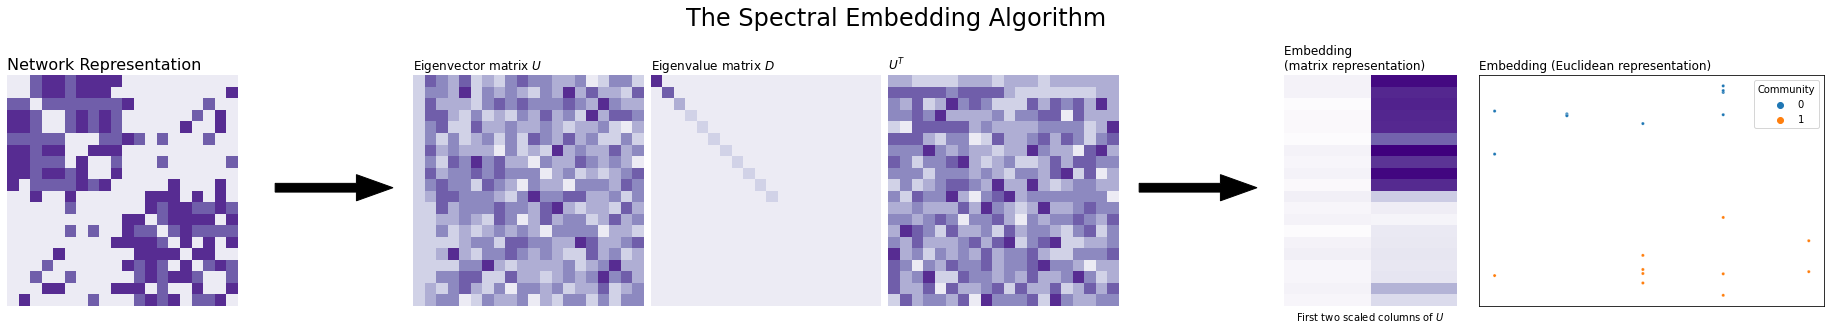 The Spectral Embedding Algorithm
Network Representation
Eigenvector matrix U
Eigenvalue matrix D
U^T
Embedding
(matrix representation)
First two scaled columns of U
Embedding (Euclidean representation)
Community
0
1